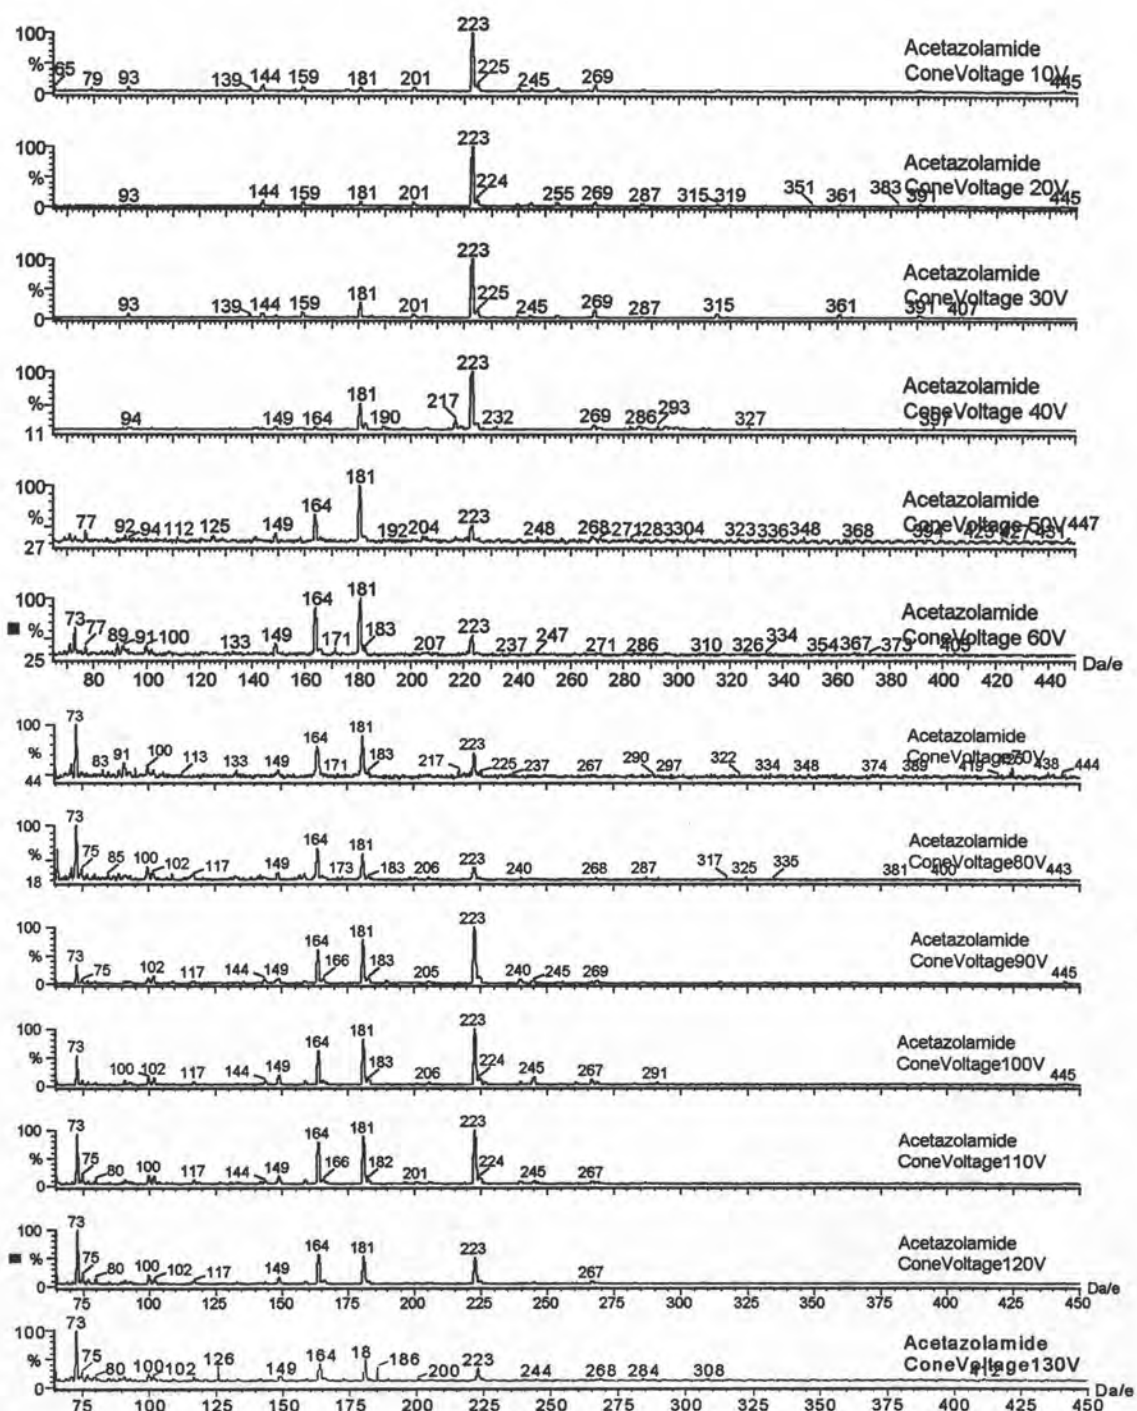 100 223 Acetazolamide
% 65 79 93 139 144 159 181 201 225 245 269 ConeVoltage 10V
0 445
100 223 Acetazolamide
% 93 144 159 181 201 224 255 269 287 315 319 351 361 383 391 ConeVoltage 20V
0 445
100 223 Acetazolamide
% 93 139 144 159 181 201 225 245 269 287 315 361 391 407 ConeVoltage 30V
0
100 223 Acetazolamide
% 94 149 164 181 190 217 232 269 286 293 327 397 ConeVoltage 40V
11
100 181 Acetazolamide
% 77 92 94 112 125 149 164 192 204 223 248 268 271 283 304 323 336 348 368 394 ConeVoltage 50V 447
27
100 181 Acetazolamide
% 73 77 89 91 100 133 149 164 171 183 207 223 237 247 271 286 310 326 334 354 367 373 405 ConeVoltage 60V
25
80 100 120 140 160 180 200 220 240 260 280 300 320 340 360 380 400 420 440 Da/e
100 73 Acetazolamide
% 83 91 100 113 133 149 164 171 181 183 217 223 225 237 267 290 297 322 334 348 374 389 419 438 444 ConeVoltage70V
44
100 73 Acetazolamide
% 75 85 100 102 117 149 164 173 181 183 206 223 240 268 287 317 325 335 381 400 443 ConeVoltage80V
18
100 223 Acetazolamide
% 73 75 102 117 144 149 164 166 181 183 205 240 245 269 ConeVoltage90V 445
0
100 223 Acetazolamide
% 73 100 102 117 144 149 164 181 183 206 224 245 267 291 ConeVoltage100V
0 445
100 223 Acetazolamide
% 73 75 80 100 117 144 149 164 166 181 182 201 224 245 267 ConeVoltage110V
0
100 73 Acetazolamide
% 75 80 100 102 117 149 164 181 223 267 ConeVoltage120V
0
75 100 125 150 175 200 225 250 275 300 325 350 375 400 425 450 Da/e
100 73 Acetazolamide
% 75 80 100 102 126 149 164 18 186 200 223 244 268 284 308 ConeVoltage130V
0
75 100 125 150 175 200 225 250 275 300 325 350 375 400 425 450 Da/e